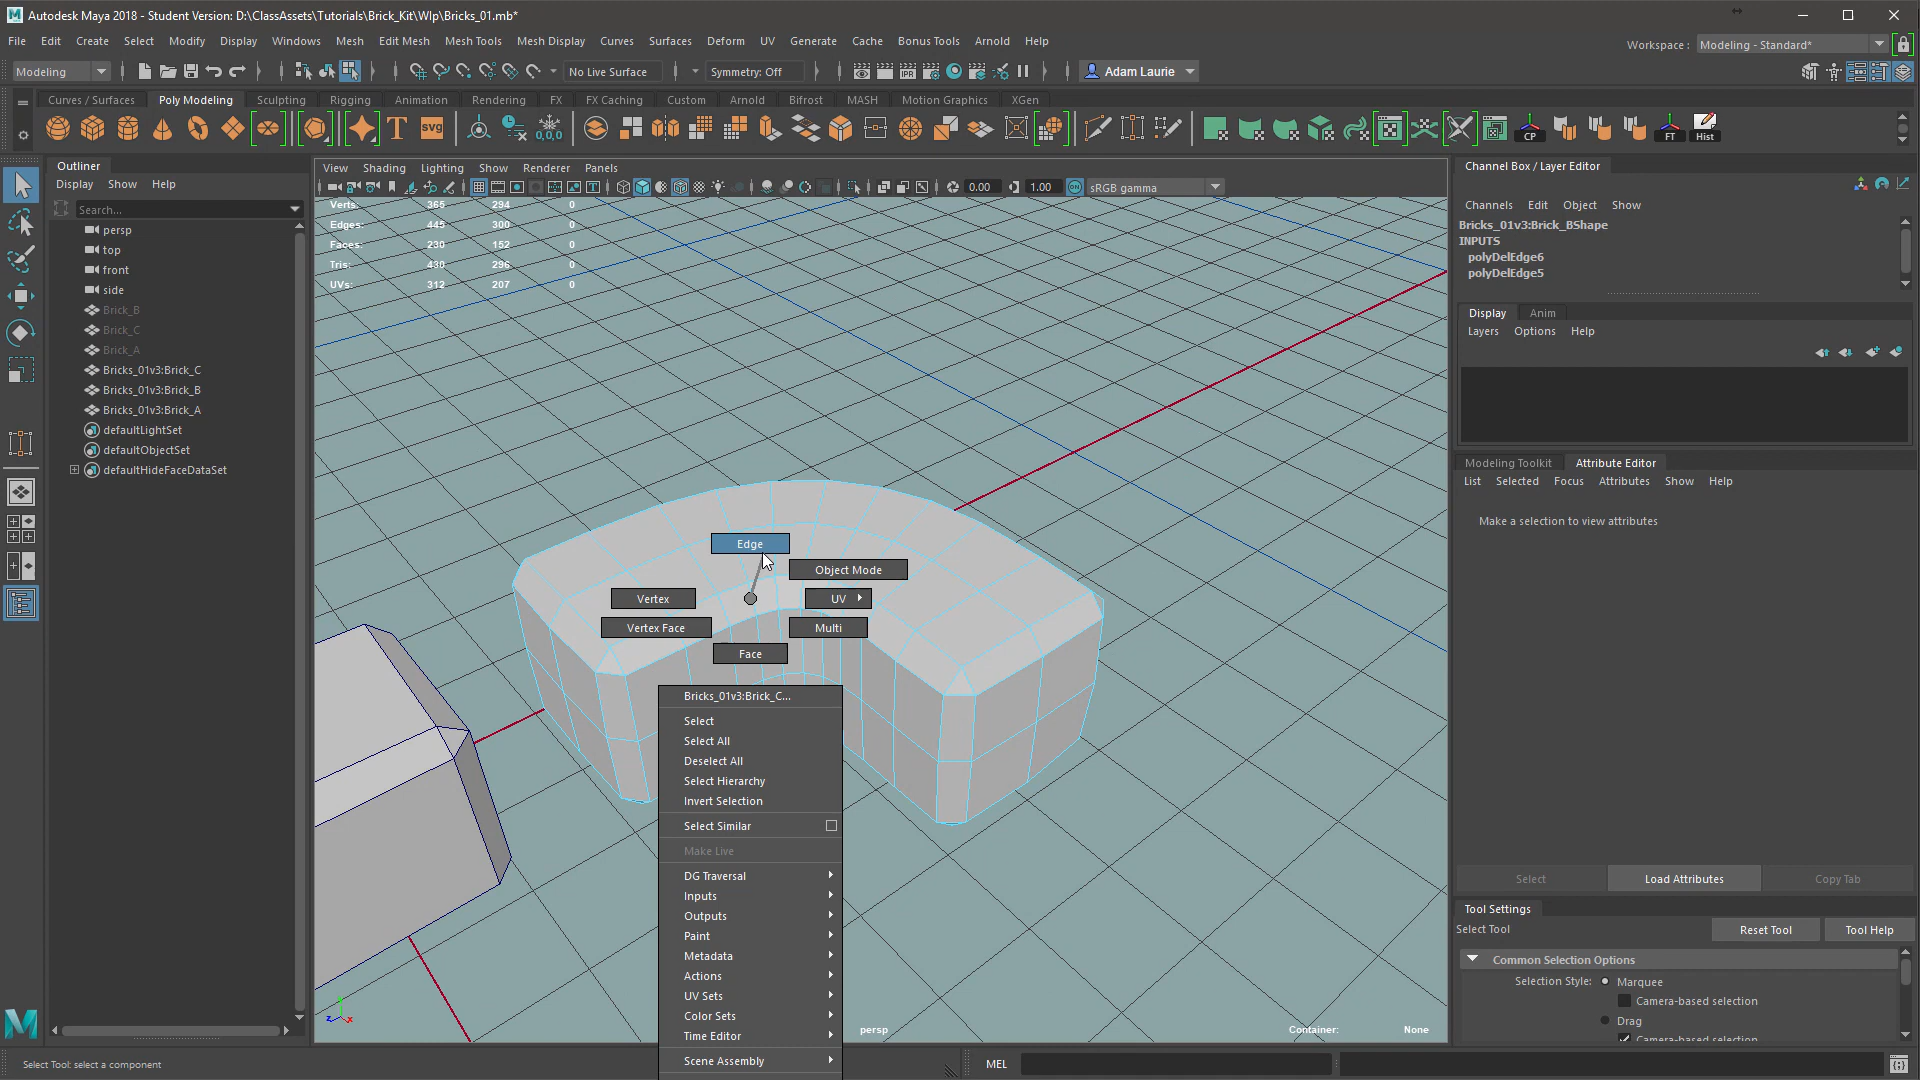 Autodesk Maya 2018 - Student Version: D:\ClassAssets\Tutorials\Brick_Kit\WIp\Bricks_01.mb*
File Edit Create Select Modify Display Windows Mesh Edit Mesh Mesh Tools Mesh Display Curves Surfaces Deform UV Generate Cache Bonus Tools Arnold Help
Workspace : Modeling - Standard*
Modeling No Live Surface Symmetry: Off Adam Laurie
Curves / Surfaces Poly Modeling Sculpting Rigging Animation Rendering FX FX Caching Custom Arnold Bifrost MASH Motion Graphics XGen
T SVG 0,0,0 CP FT Hist
Outliner
Display Show Help
Search...
persp
top
front
side
Brick_B
Brick_C
Brick_A
Bricks_01v3:Brick_C
Bricks_01v3:Brick_B
Bricks_01v3:Brick_A
defaultLightSet
defaultObjectSet
defaultHideFaceDataSet
View Shading Lighting Show Renderer Panels
0.00 1.00 ON sRGB gamma
Verts: 365 294 0
Edges: 445 300 0
Faces: 230 152 0
Tris: 430 296 0
UVs: 312 207 0
Edge
Object Mode
Vertex
UV
Vertex Face
Multi
Face
Bricks_01v3:Brick_C...
Select
Select All
Deselect All
Select Hierarchy
Invert Selection
Select Similar
Make Live
DG Traversal
Inputs
Outputs
Paint
Metadata
Actions
UV Sets
Color Sets
Time Editor
Scene Assembly
z x
persp
Container: None
Channel Box / Layer Editor
Channels Edit Object Show
Bricks_01v3:Brick_BShape
INPUTS
polyDelEdge6
polyDelEdge5
Display Anim
Layers Options Help
Modeling Toolkit Attribute Editor
List Selected Focus Attributes Show Help
Make a selection to view attributes
Select Load Attributes Copy Tab
Tool Settings
Select Tool Reset Tool Tool Help
Common Selection Options
Selection Style: Marquee
Camera-based selection
Drag
Camera-based selection
Select Tool: select a component
MEL